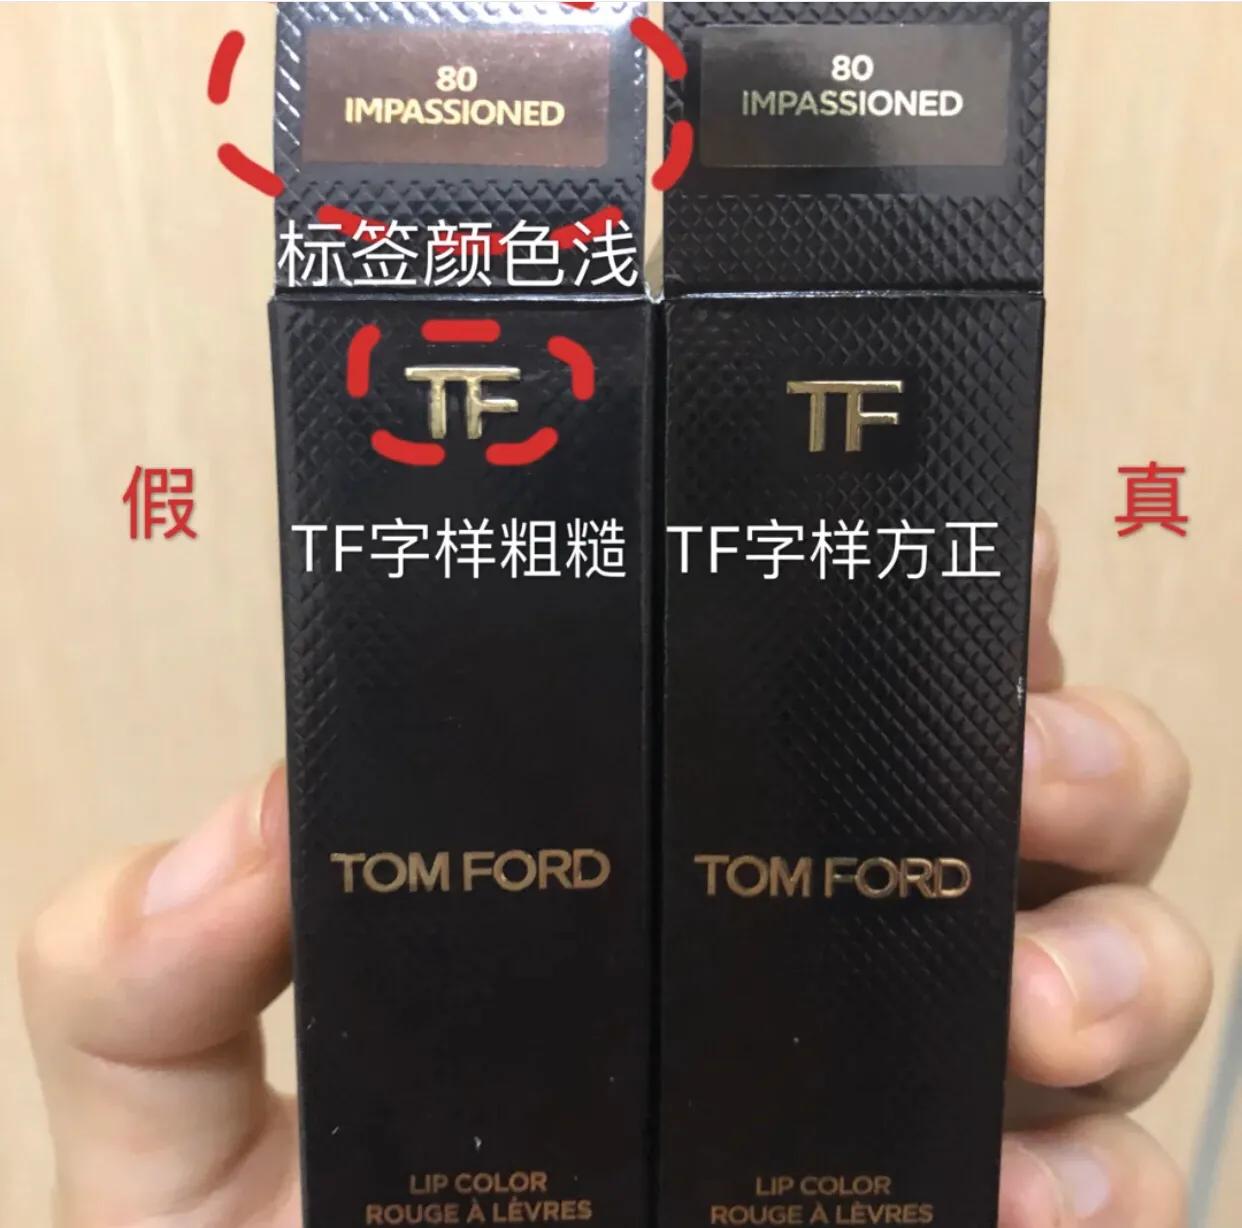 80
IMPASSIONED
80
IMPASSIONED
标签颜色浅
TF
TF
假
真
TF字样粗糙
TF字样方正
TOM FORD
TOM FORD
LIP COLOR
ROUGE À LÈVRES
LIP COLOR
ROUGE À LÈVRES